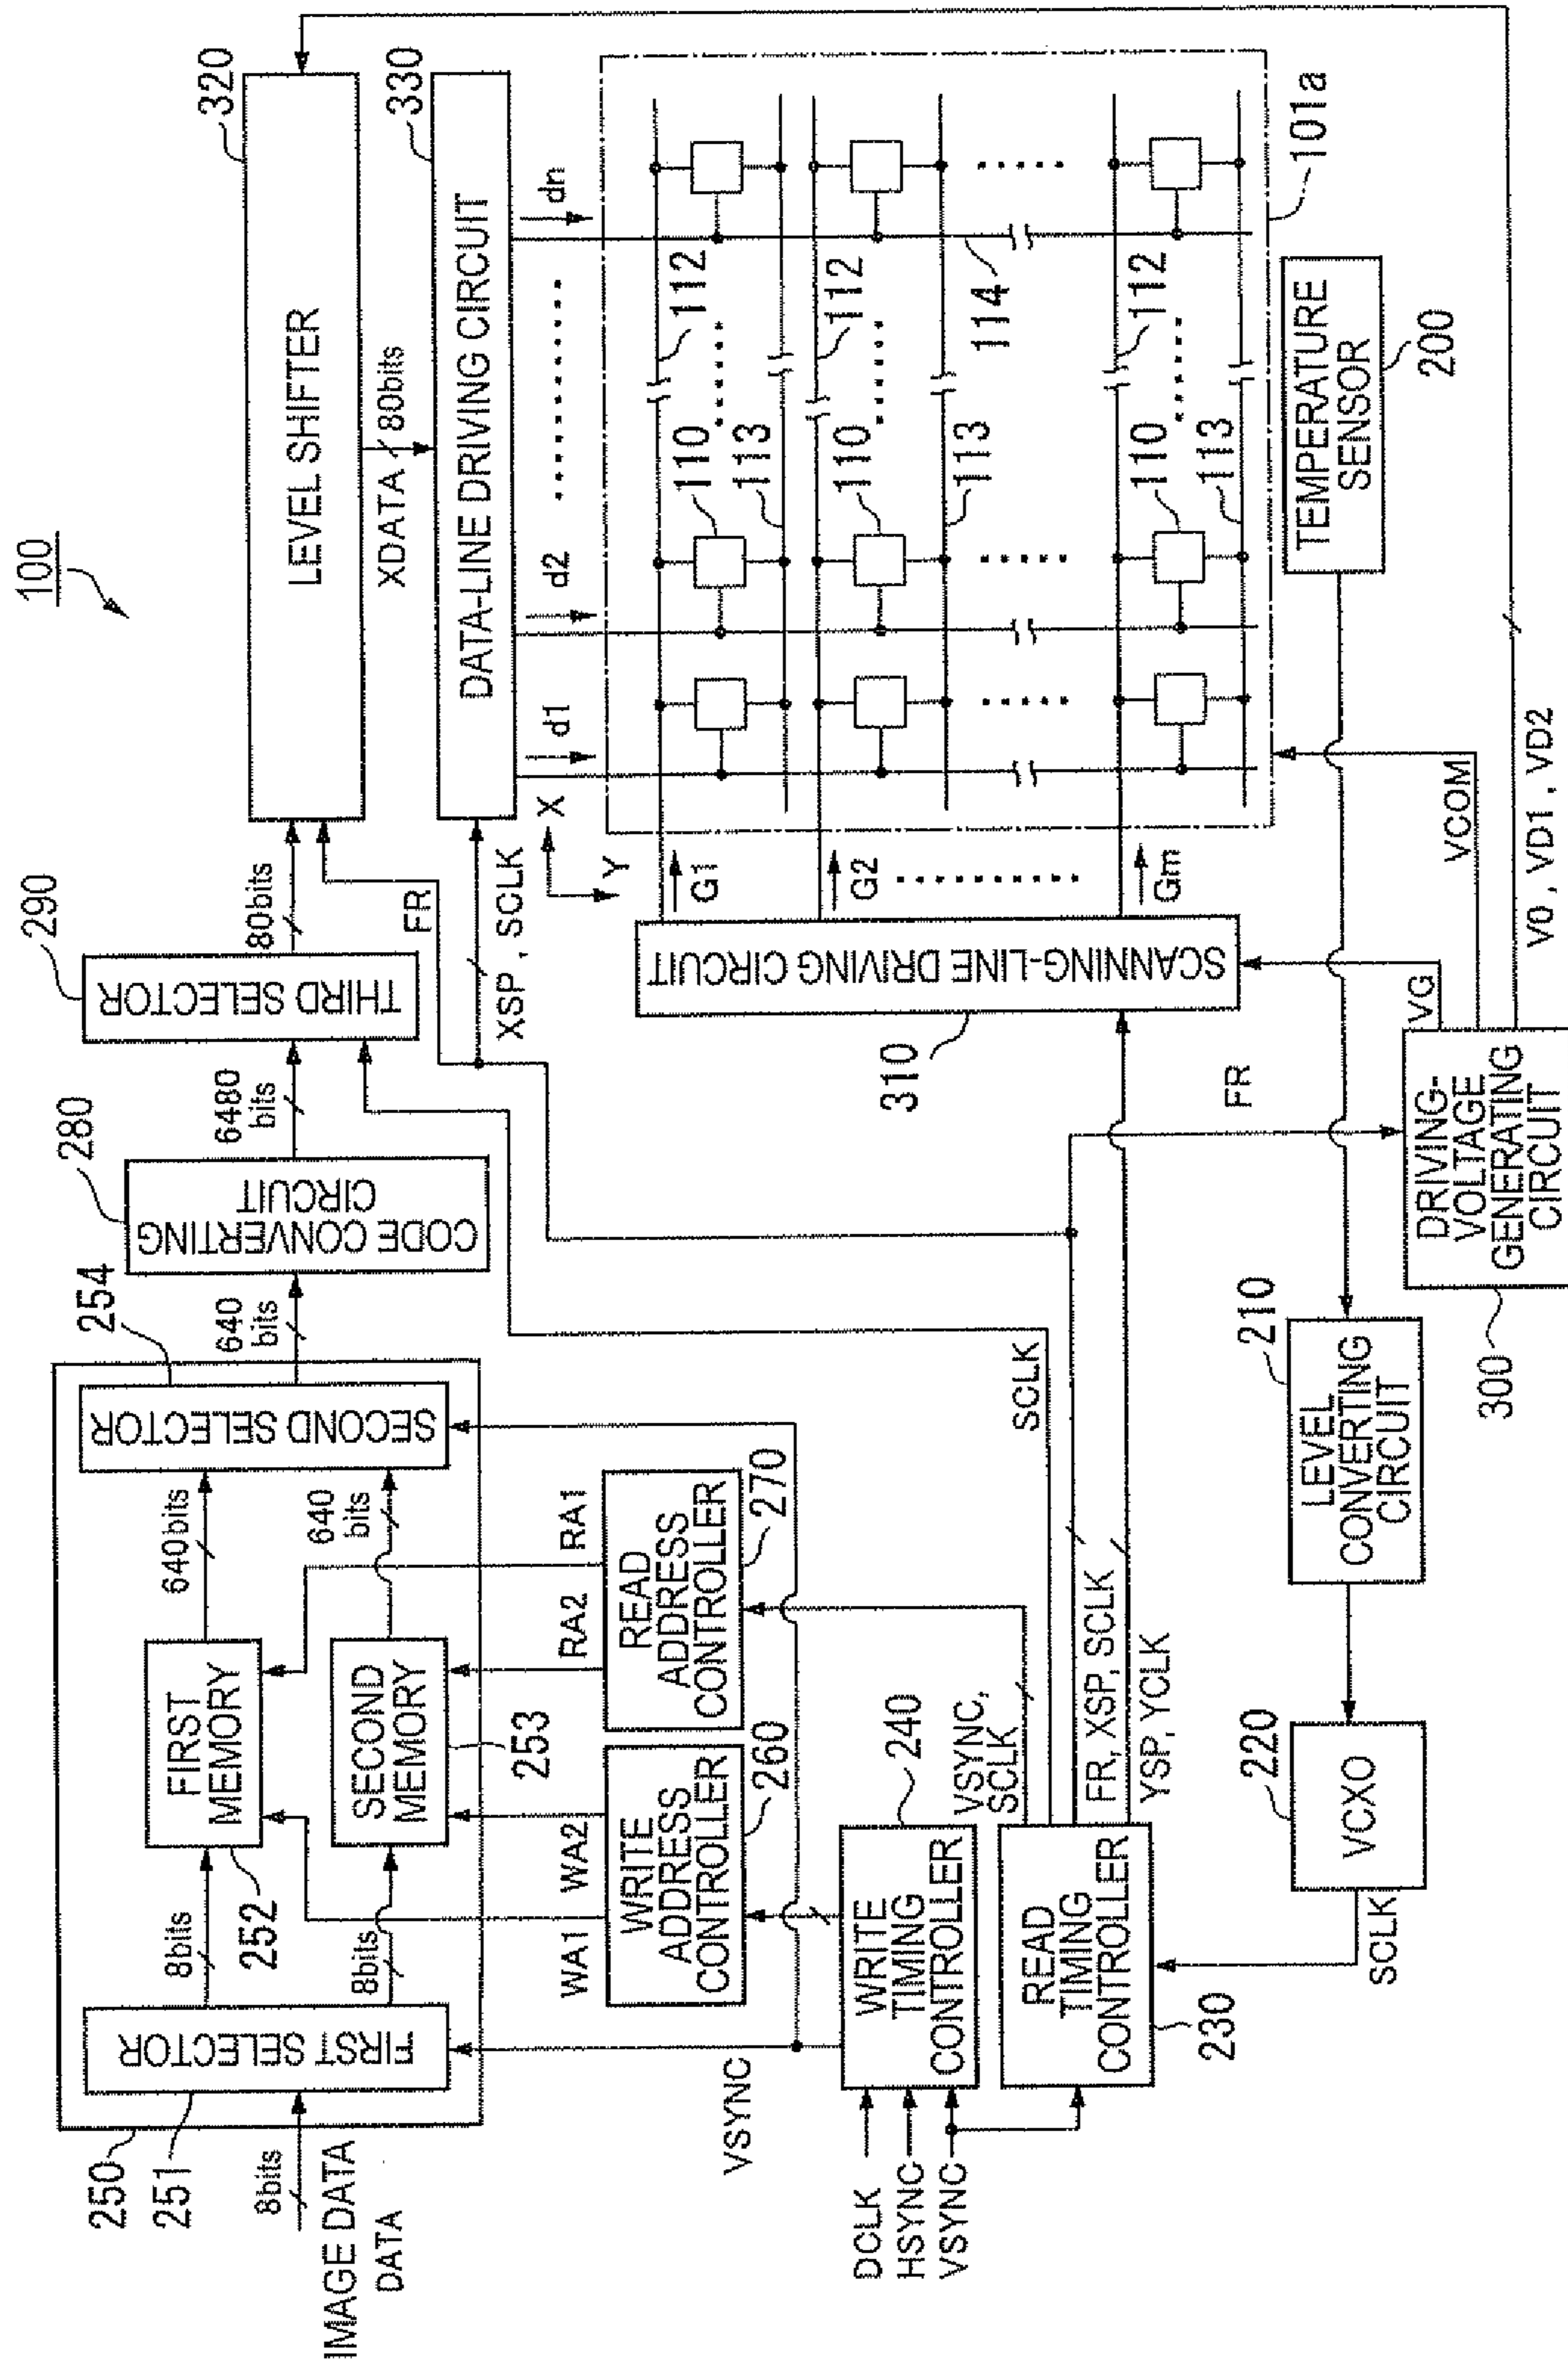 100
250
251
8bits
IMAGE DATA
DATA
FIRST SELECTOR
8bits
8bits
252
FIRST
MEMORY
SECOND
MEMORY
253
640bits
640
bits
SECOND SELECTOR
254
640
bits
280
CODE CONVERTING
CIRCUIT
6480
bits
290
THIRD SELECTOR
80bits
320
LEVEL SHIFTER
XDATA
80bits
330
DATA-LINE DRIVING CIRCUIT
FR
XSP, SCLK
X
Y
d1
d2
dn
WA1
WA2
RA2
RA1
WRITE
ADDRESS
CONTROLLER
260
READ
ADDRESS
CONTROLLER
270
VSYNC
DCLK
HSYNC
VSYNC
WRITE
TIMING
CONTROLLER
240
READ
TIMING
CONTROLLER
230
VSYNC,
SCLK
SCLK
FR, XSP, SCLK
YSP, YCLK
SCLK
220
VCXO
210
LEVEL
CONVERTING
CIRCUIT
300
DRIVING-
VOLTAGE
GENERATING
CIRCUIT
FR
VG
VCOM
V0, VD1, VD2
310
SCANNING-LINE DRIVING CIRCUIT
G1
G2
Gm
110
112
113
110
112
113
114
110
112
113
101a
TEMPERATURE
SENSOR
200